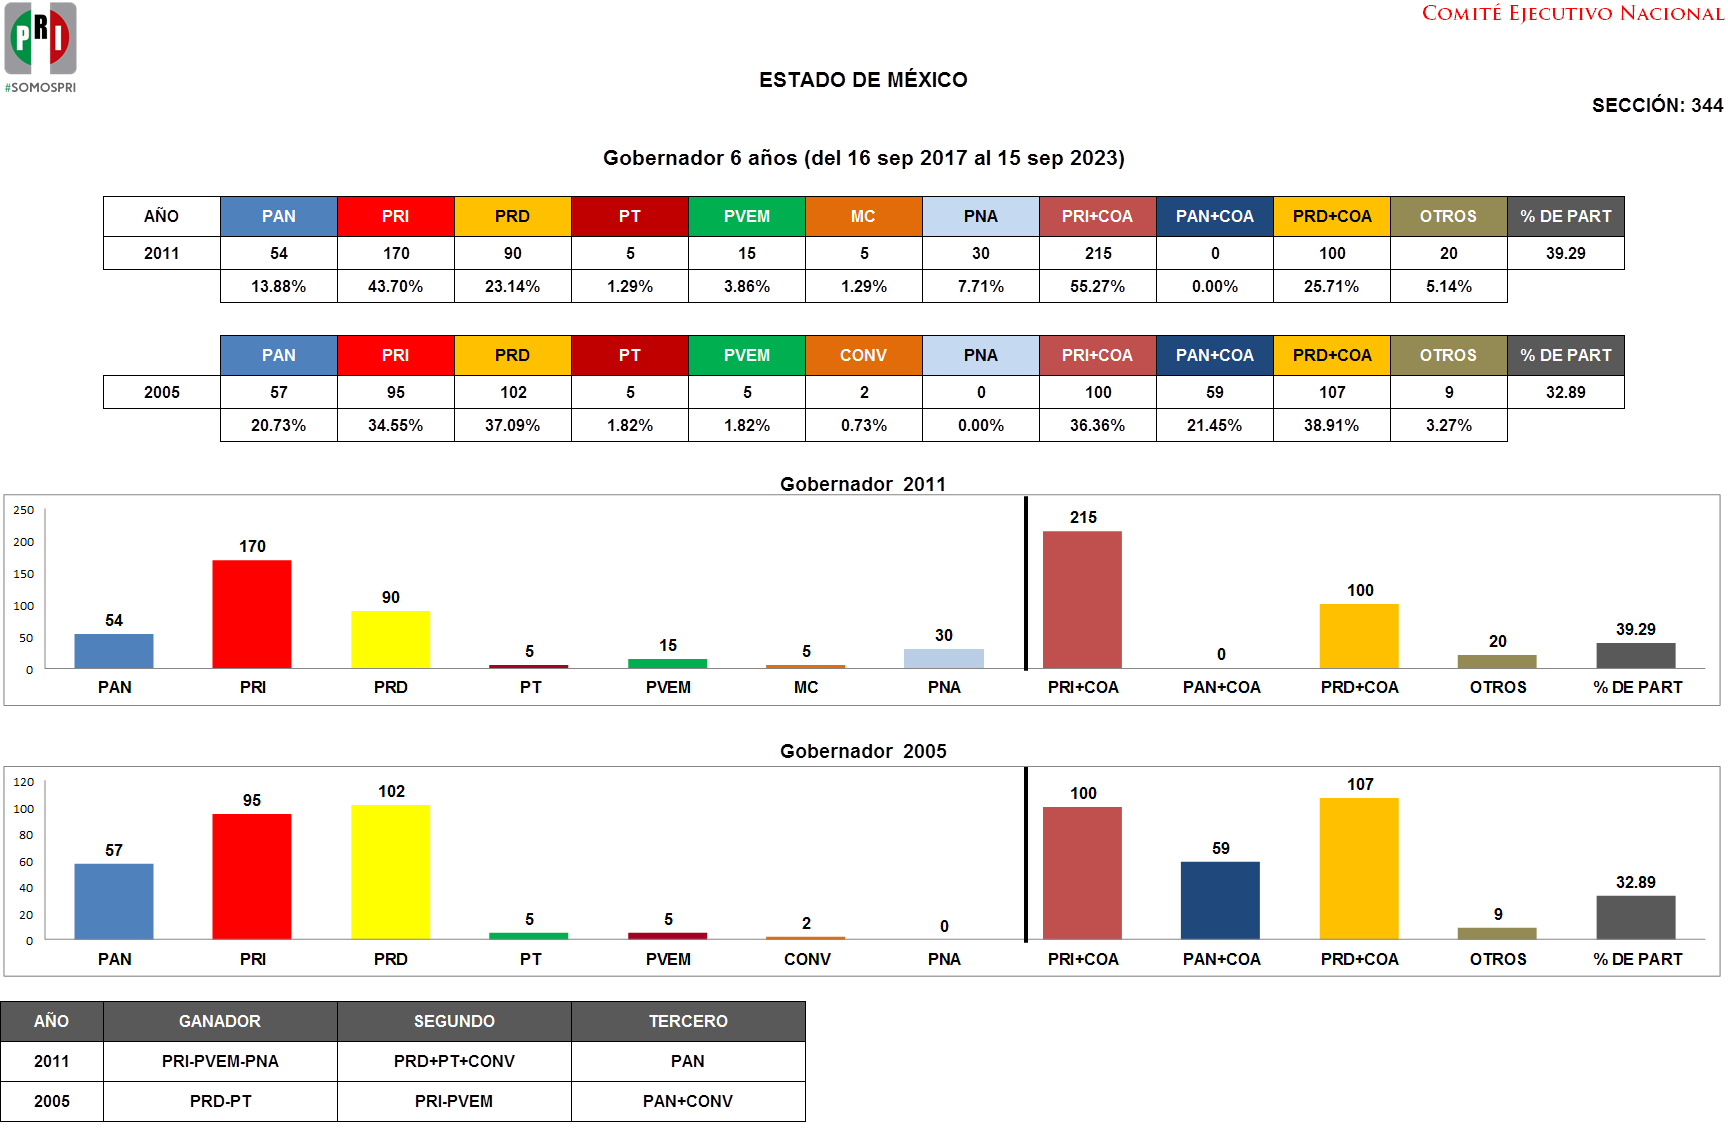 PRI
#SOMOSPRI
COMITÉ EJECUTIVO NACIONAL
ESTADO DE MÉXICO
SECCIÓN: 344
Gobernador 6 años (del 16 sep 2017 al 15 sep 2023)
AÑO PAN PRI PRD PT PVEM MC PNA PRI+COA PAN+COA PRD+COA OTROS % DE PART
2011 54 170 90 5 15 5 30 215 0 100 20 39.29
13.88% 43.70% 23.14% 1.29% 3.86% 1.29% 7.71% 55.27% 0.00% 25.71% 5.14%
PAN PRI PRD PT PVEM CONV PNA PRI+COA PAN+COA PRD+COA OTROS % DE PART
2005 57 95 102 5 5 2 0 100 59 107 9 32.89
20.73% 34.55% 37.09% 1.82% 1.82% 0.73% 0.00% 36.36% 21.45% 38.91% 3.27%
Gobernador 2011
250
200
150
100
50
0
54 170 90 5 15 5 30 215 0 100 20 39.29
PAN PRI PRD PT PVEM MC PNA PRI+COA PAN+COA PRD+COA OTROS % DE PART
Gobernador 2005
120
100
80
60
40
20
0
57 95 102 5 5 2 0 100 59 107 9 32.89
PAN PRI PRD PT PVEM CONV PNA PRI+COA PAN+COA PRD+COA OTROS % DE PART
AÑO GANADOR SEGUNDO TERCERO
2011 PRI-PVEM-PNA PRD+PT+CONV PAN
2005 PRD-PT PRI-PVEM PAN+CONV